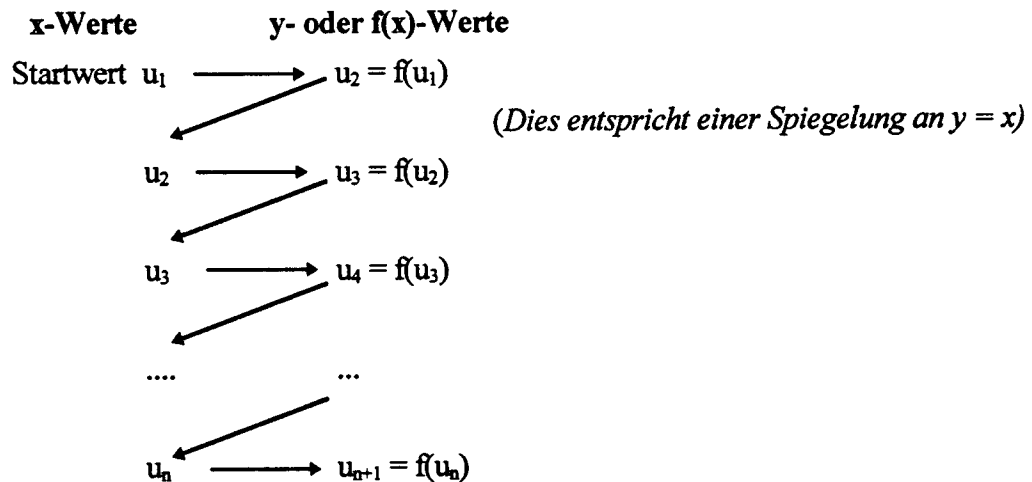 x-Werte y- oder f(x)-Werte
Startwert u₁ u₂ = f(u₁)
(Dies entspricht einer Spiegelung an y = x)
u₂ u₃ = f(u₂)
u₃ u₄ = f(u₃)
.... ...
uₙ uₙ₊₁ = f(uₙ)